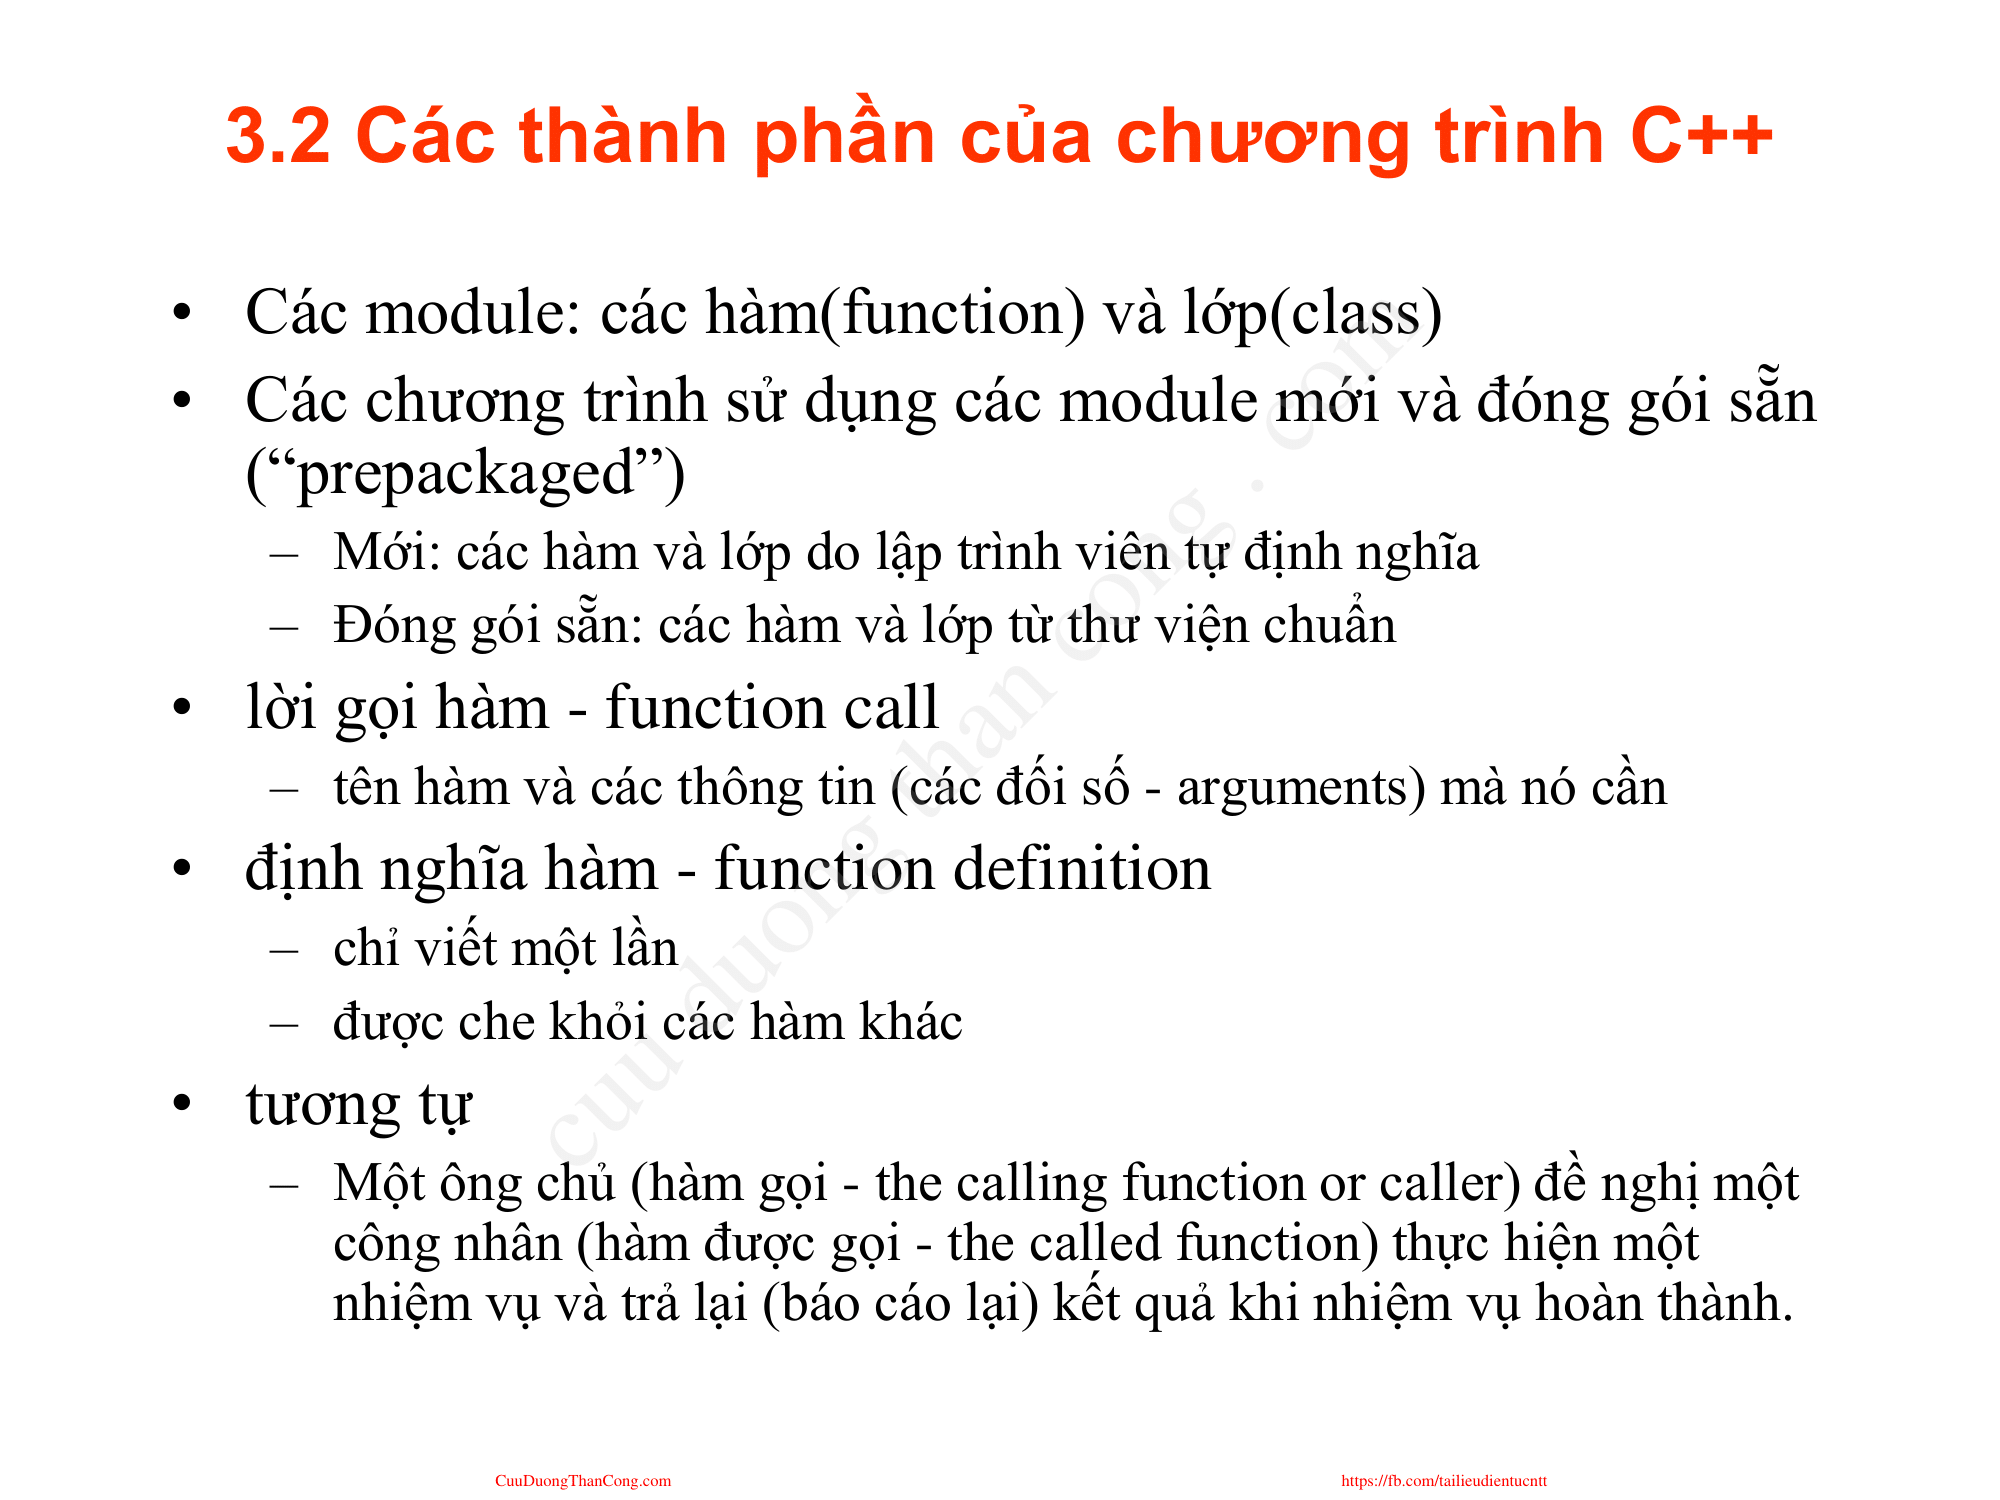 3.2 Các thành phần của chương trình C++
• Các module: các hàm(function) và lớp(class)
• Các chương trình sử dụng các module mới và đóng gói sẵn
(“prepackaged”)
– Mới: các hàm và lớp do lập trình viên tự định nghĩa
– Đóng gói sẵn: các hàm và lớp từ thư viện chuẩn
• lời gọi hàm - function call
– tên hàm và các thông tin (các đối số - arguments) mà nó cần
• định nghĩa hàm - function definition
– chỉ viết một lần
– được che khỏi các hàm khác
• tương tự
– Một ông chủ (hàm gọi - the calling function or caller) đề nghị một
công nhân (hàm được gọi - the called function) thực hiện một
nhiệm vụ và trả lại (báo cáo lại) kết quả khi nhiệm vụ hoàn thành.
cuu duong than cong . com
CuuDuongThanCong.com
https://fb.com/tailieudientucntt